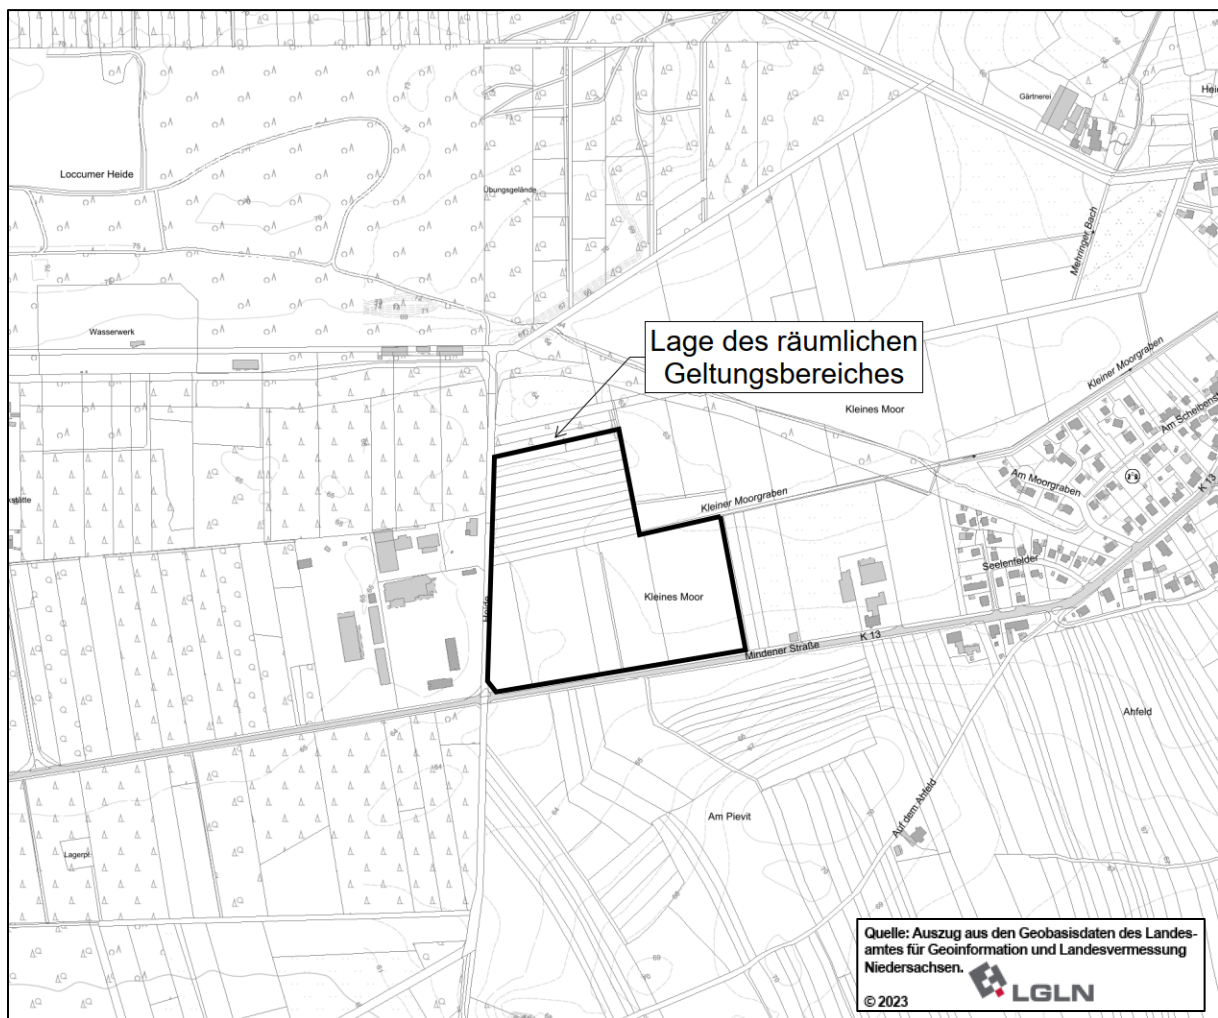 Gärtnerei
Loccumer Heide
Übungsgelände
Mehringer Bach
Wasserwerk
Lage des räumlichen
Geltungsbereiches
Kleiner Moorgraben
Kleines Moor
Am Moorgraben
K 13
Kleiner Moorgraben
Seelenfelder
Heide
Kleines Moor
K 13
Mindener Straße
Ahfeld
Am Pievit
Auf dem Ahfeld
Lagerpl.
Quelle: Auszug aus den Geobasisdaten des Landes-
amtes für Geoinformation und Landesvermessung
Niedersachsen.
© 2023
LGLN